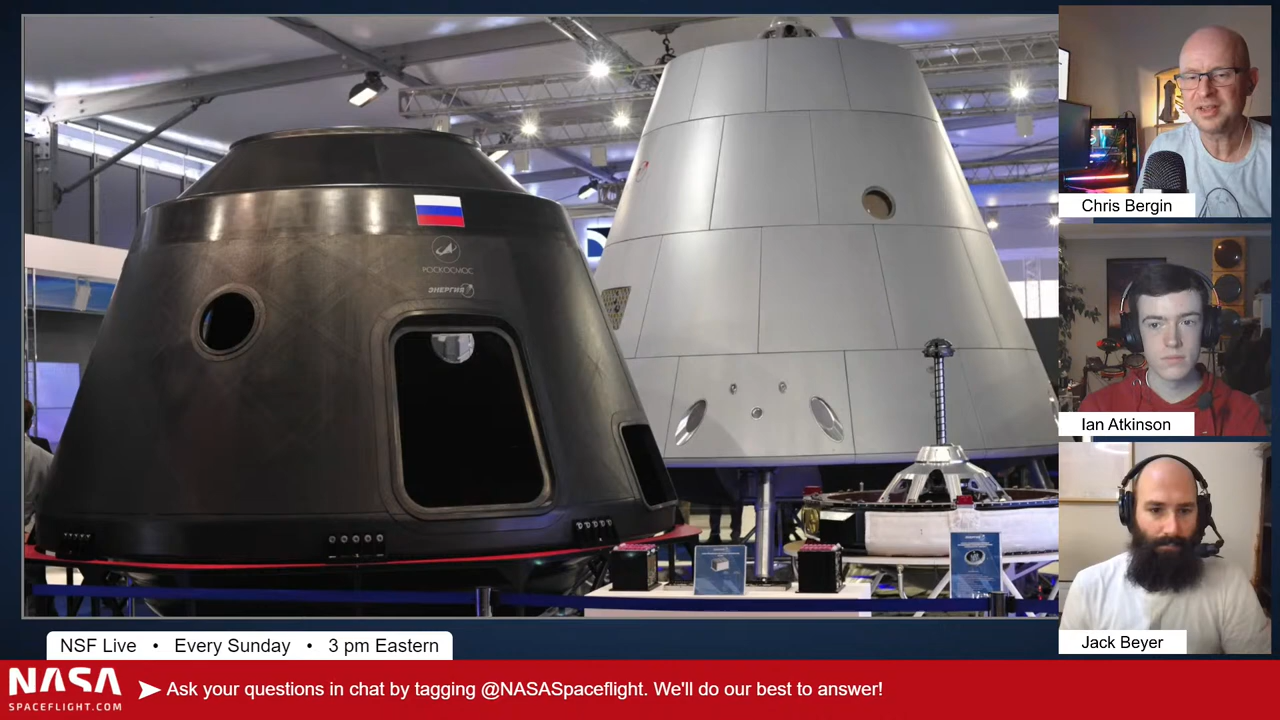 РОСКОСМОС
ЭНЕРГИЯ
Chris Bergin
Ian Atkinson
Jack Beyer
NSF Live • Every Sunday • 3 pm Eastern
NASA
SPACEFLIGHT.COM
Ask your questions in chat by tagging @NASASpaceflight. We'll do our best to answer!